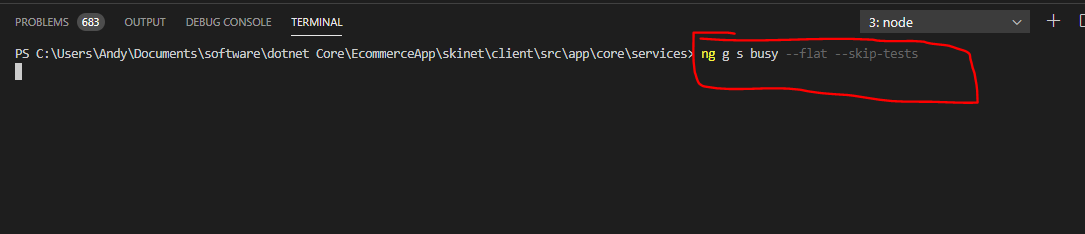 PROBLEMS 683 OUTPUT DEBUG CONSOLE TERMINAL 3: node
PS C:\Users\Andy\Documents\software\dotnet Core\EcommerceApp\skinet\client\src\app\core\services> ng g s busy --flat --skip-tests